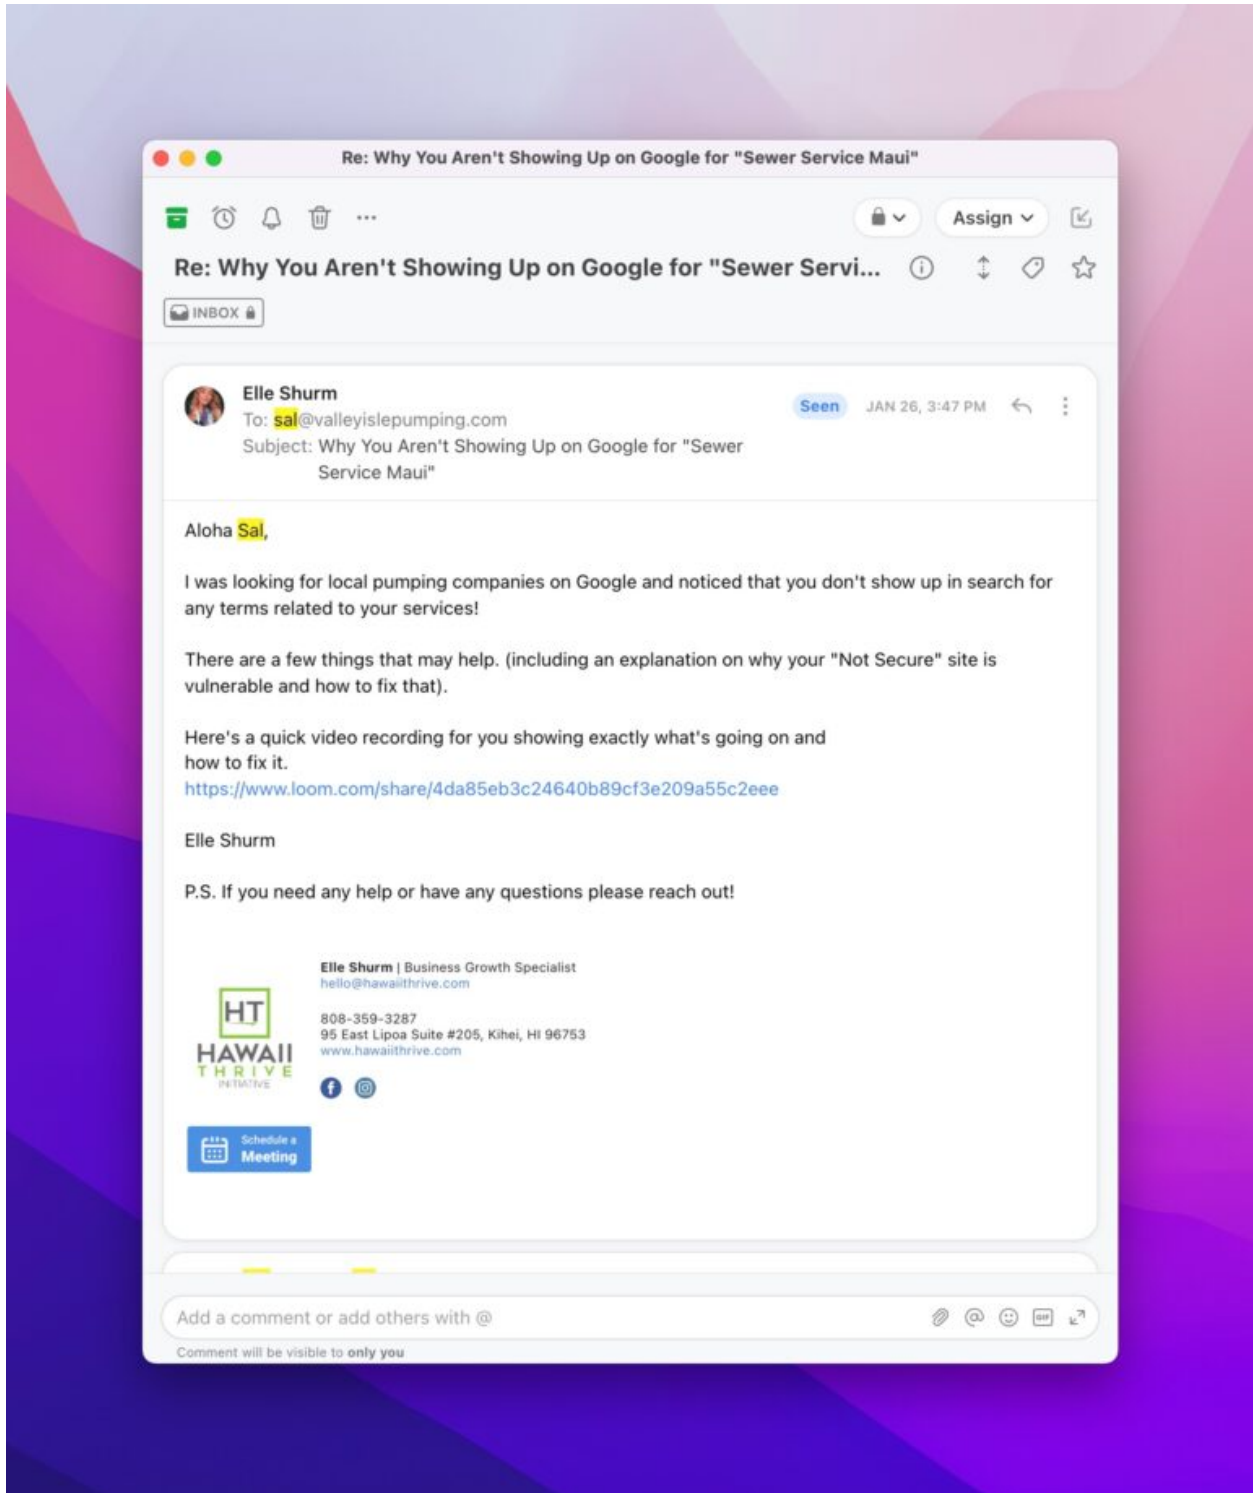 Re: Why You Aren't Showing Up on Google for "Sewer Service Maui"
Assign
Re: Why You Aren't Showing Up on Google for "Sewer Servi...
INBOX
Elle Shurm
To: sal@valleyislepumping.com
Seen JAN 26, 3:47 PM
Subject: Why You Aren't Showing Up on Google for "Sewer
Service Maui"
Aloha Sal,
I was looking for local pumping companies on Google and noticed that you don't show up in search for
any terms related to your services!
There are a few things that may help. (including an explanation on why your "Not Secure" site is
vulnerable and how to fix that).
Here's a quick video recording for you showing exactly what's going on and
how to fix it.
https://www.loom.com/share/4da85eb3c24640b89cf3e209a55c2eee
Elle Shurm
P.S. If you need any help or have any questions please reach out!
Elle Shurm | Business Growth Specialist
hello@hawaiithrive.com
808-359-3287
95 East Lipoa Suite #205, Kihei, HI 96753
www.hawaiithrive.com
HT
HAWAII
THRIVE
INITIATIVE
Schedule a
Meeting
Add a comment or add others with @
GIF
Comment will be visible to only you